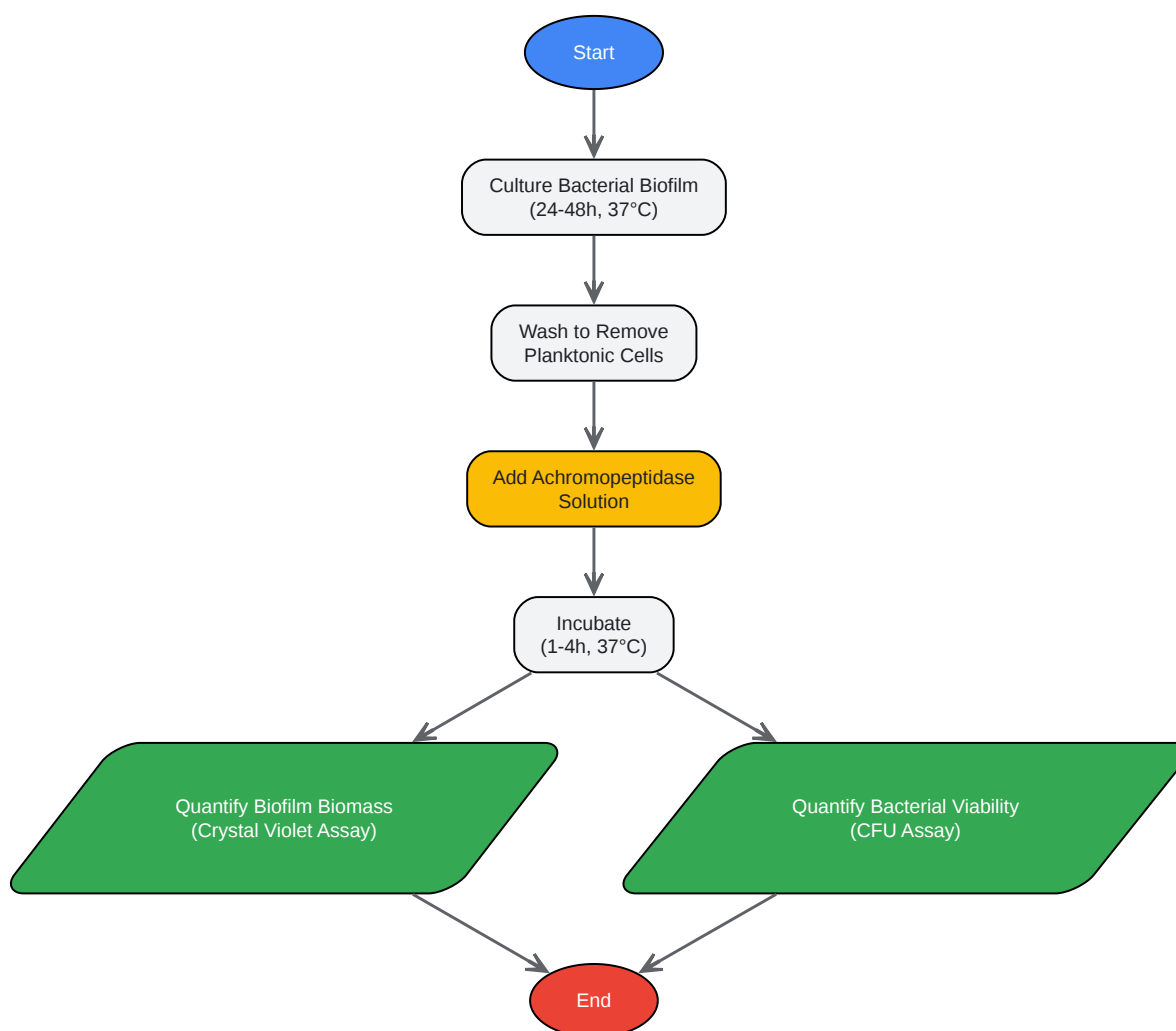 Start
Culture Bacterial Biofilm
(24-48h, 37°C)
Wash to Remove
Planktonic Cells
Add Achromopeptidase
Solution
Incubate
(1-4h, 37°C)
Quantify Biofilm Biomass
(Crystal Violet Assay)
Quantify Bacterial Viability
(CFU Assay)
End